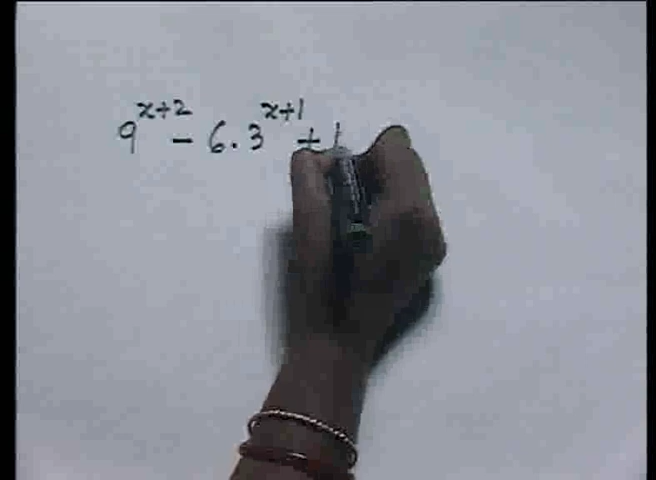 9^{x+2} - 6.3^{x+1} + 1